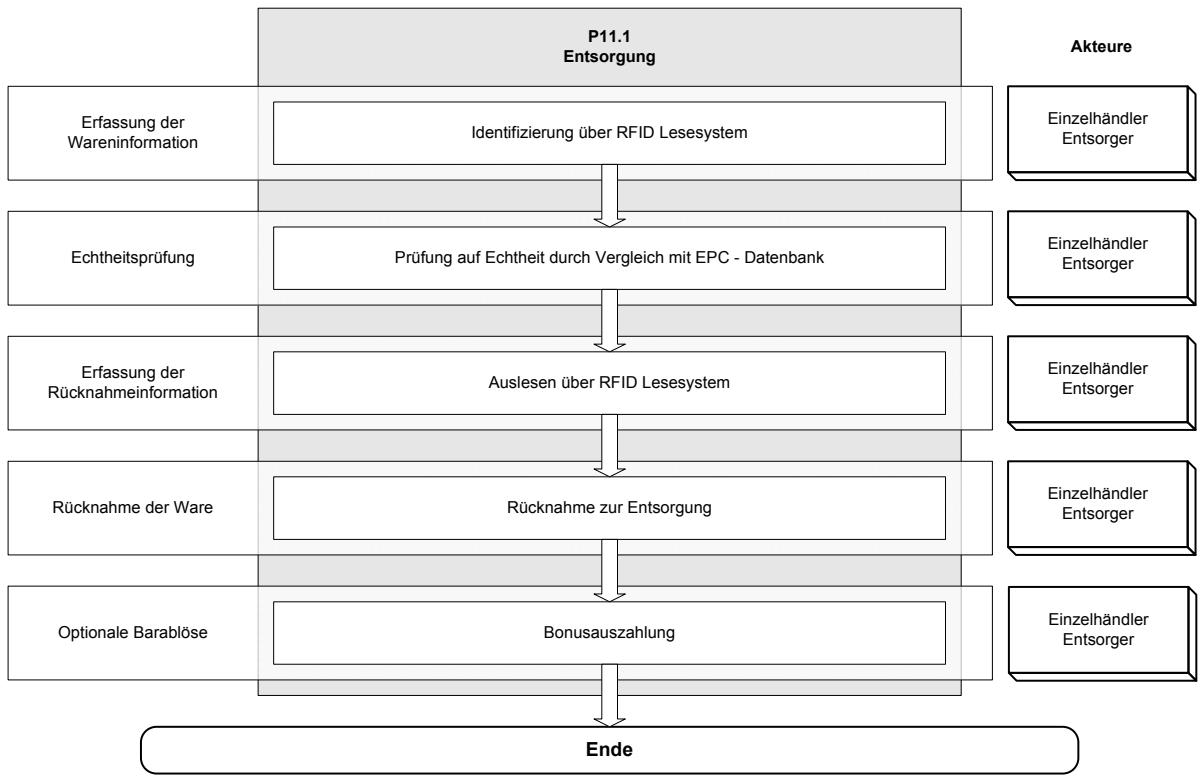 P11.1
Entsorgung
Akteure
Erfassung der
Wareninformation
Identifizierung über RFID Lesesystem
Einzelhändler
Entsorger
Echtheitsprüfung
Prüfung auf Echtheit durch Vergleich mit EPC - Datenbank
Einzelhändler
Entsorger
Erfassung der
Rücknahmeinformation
Auslesen über RFID Lesesystem
Einzelhändler
Entsorger
Rücknahme der Ware
Rücknahme zur Entsorgung
Einzelhändler
Entsorger
Optionale Barablöse
Bonusauszahlung
Einzelhändler
Entsorger
Ende